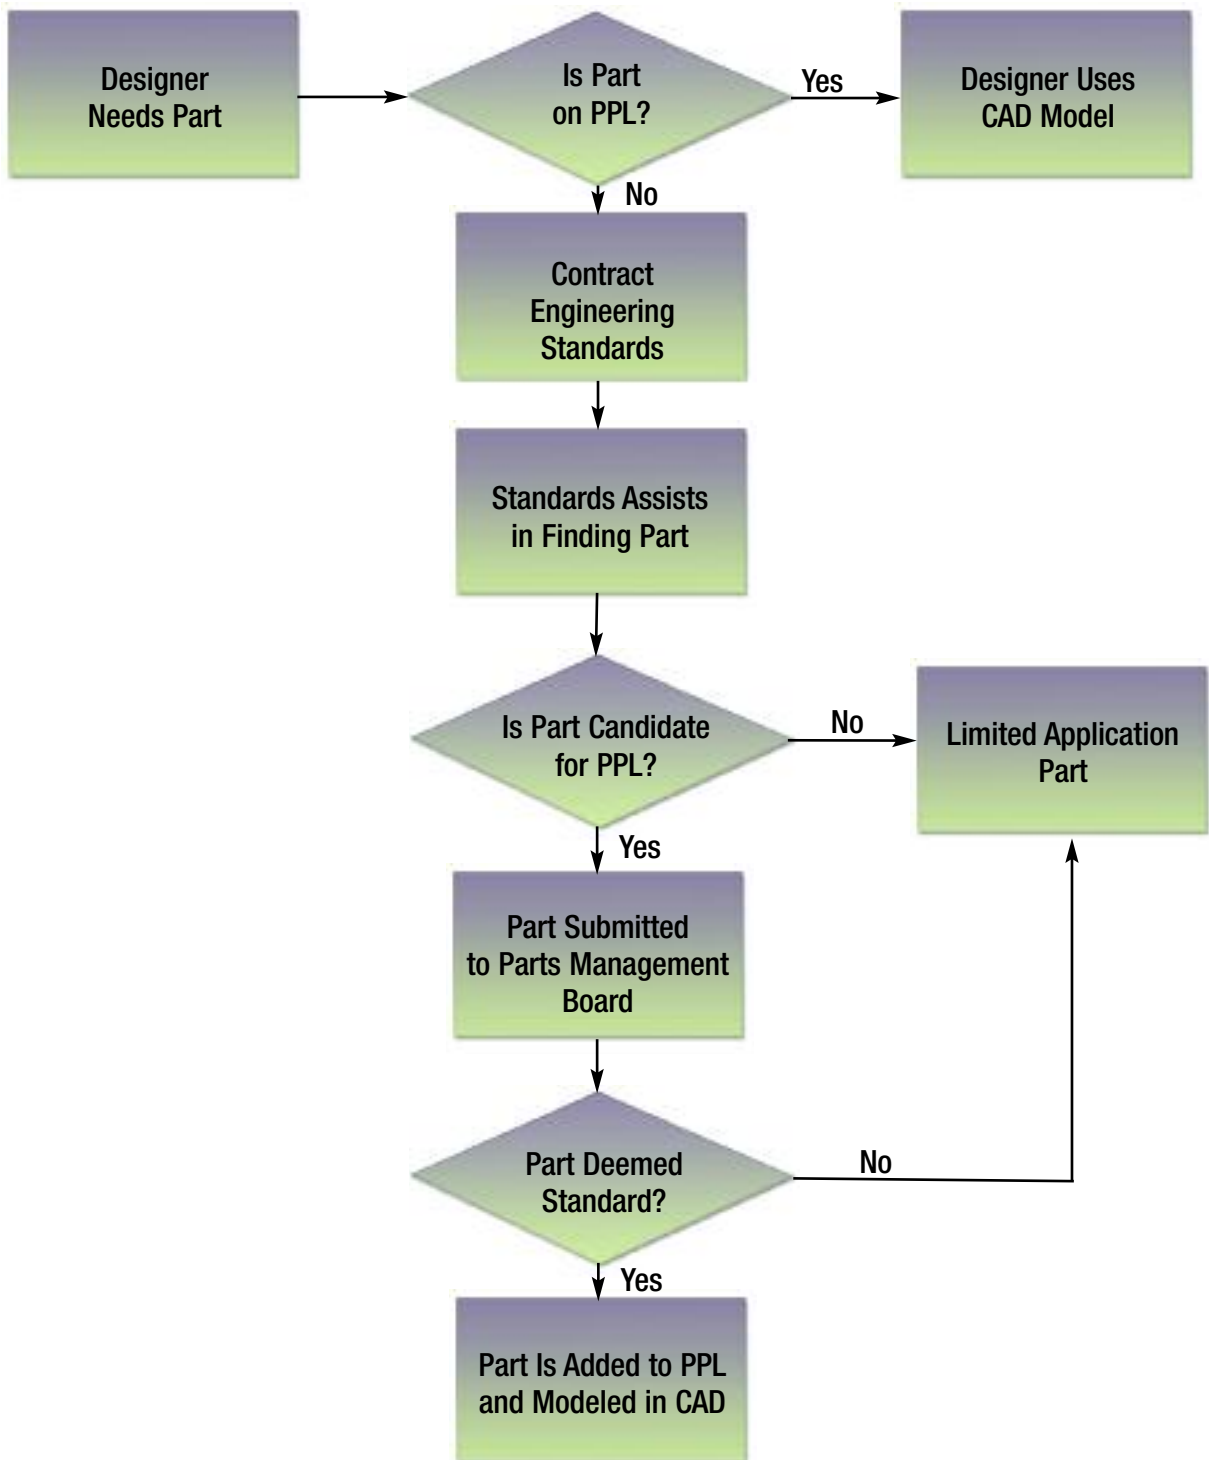 Designer
Needs Part
Is Part
on PPL?
Yes
Designer Uses
CAD Model
No
Contract
Engineering
Standards
Standards Assists
in Finding Part
Is Part Candidate
for PPL?
No
Limited Application
Part
Yes
Part Submitted
to Parts Management
Board
Part Deemed
Standard?
No
Yes
Part Is Added to PPL
and Modeled in CAD